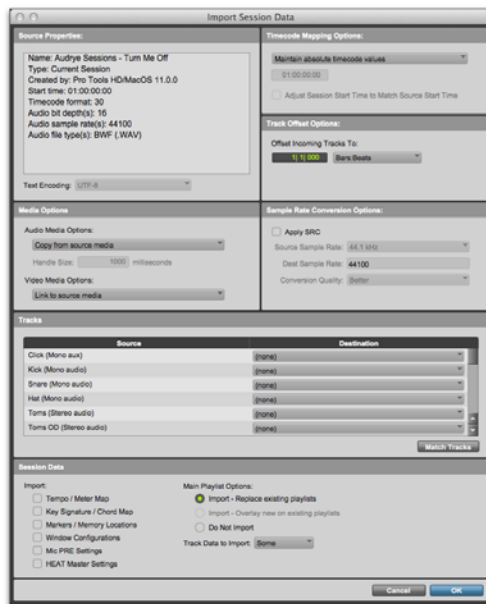 Import Session Data
Source Properties:
Name: Audrye Sessions - Turn Me Off
Type: Current Session
Created by: Pro Tools HD/MacOS 11.0.0
Start time: 01:00:00:00
Timecode format: 30
Audio bit depth(s): 16
Audio sample rate(s): 44100
Audio file type(s): BWF (.WAV)
Text Encoding: UTF-8
Timecode Mapping Options:
Maintain absolute timecode values
01:00:00:00
Adjust Session Start Time to Match Source Start Time
Track Offset Options:
Offset Incoming Tracks To:
1| 1| 000 Bars Beats
Media Options
Audio Media Options:
Copy from source media
Handle Size: 1000 milliseconds
Video Media Options:
Link to source media
Sample Rate Conversion Options:
Apply SRC
Source Sample Rate: 44.1 kHz
Dest Sample Rate: 44100
Conversion Quality: Better
Tracks
Source Destination
Click (Mono aux) (none)
Kick (Mono audio) (none)
Snare (Mono audio) (none)
Hat (Mono audio) (none)
Toms (Stereo audio) (none)
Toms OD (Stereo audio) (none)
Match Tracks
Session Data
Import:
Tempo / Meter Map
Key Signature / Chord Map
Markers / Memory Locations
Window Configurations
Mic PRE Settings
HEAT Master Settings
Main Playlist Options:
Import - Replace existing playlists
Import - Overlay new on existing playlists
Do Not Import
Track Data to Import: Some
Cancel OK